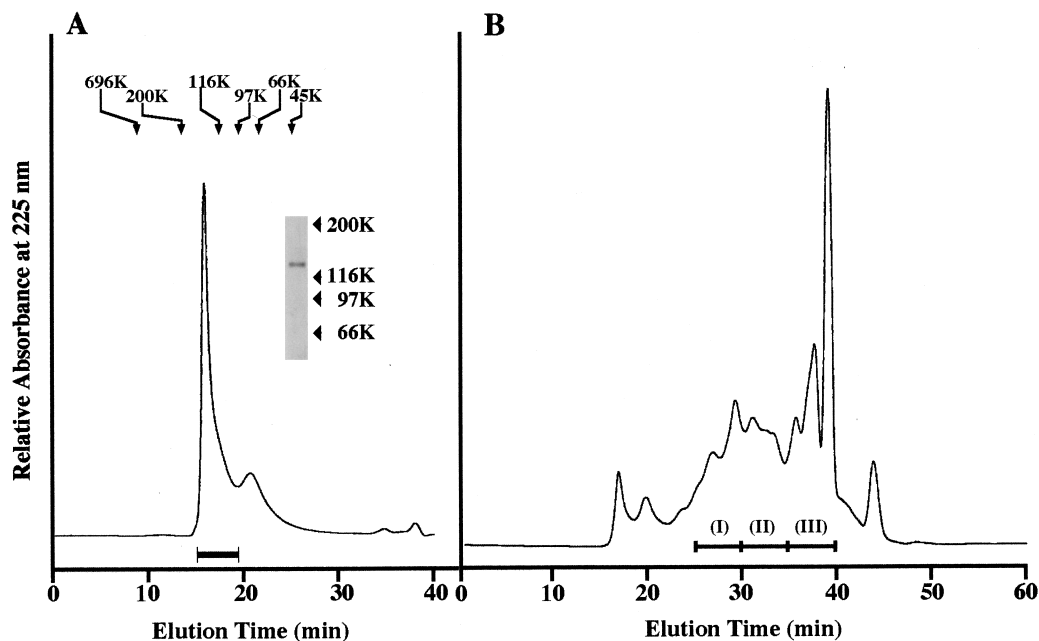 A
B
696K
200K
116K
97K
66K
45K
200K
116K
97K
66K
Relative Absorbance at 225 nm
(I) (II) (III)
0 10 20 30 40
0 10 20 30 40 50 60
Elution Time (min)
Elution Time (min)